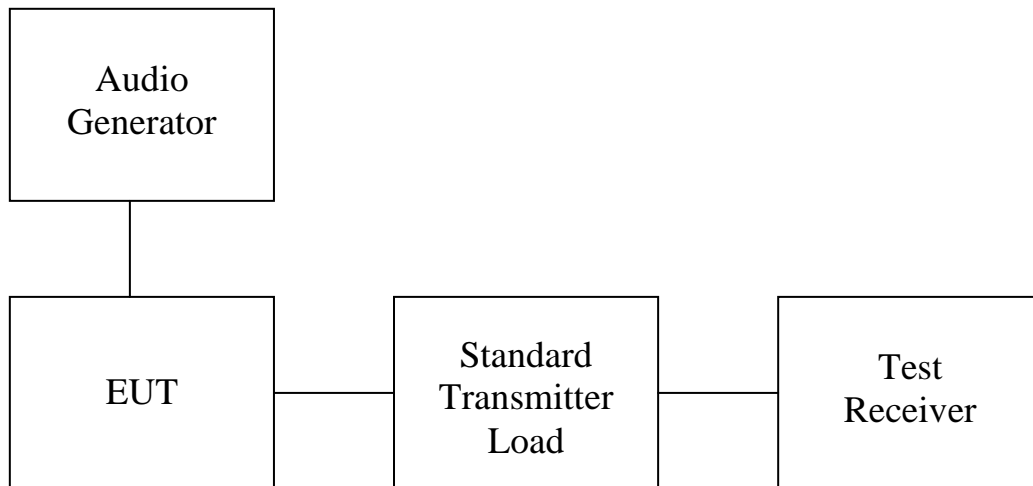 Audio
Generator
EUT
Standard
Transmitter
Load
Test
Receiver